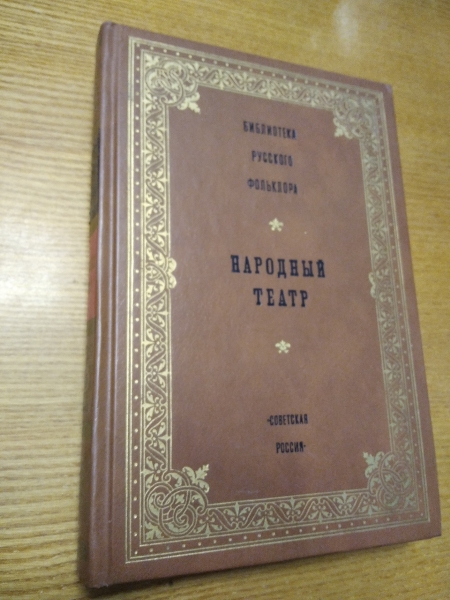 БИБЛИОТЕКА
РУССКОГО
ФОЛЬКЛОРА
НАРОДНЫЙ
ТЕАТР
«СОВЕТСКАЯ
РОССИЯ»